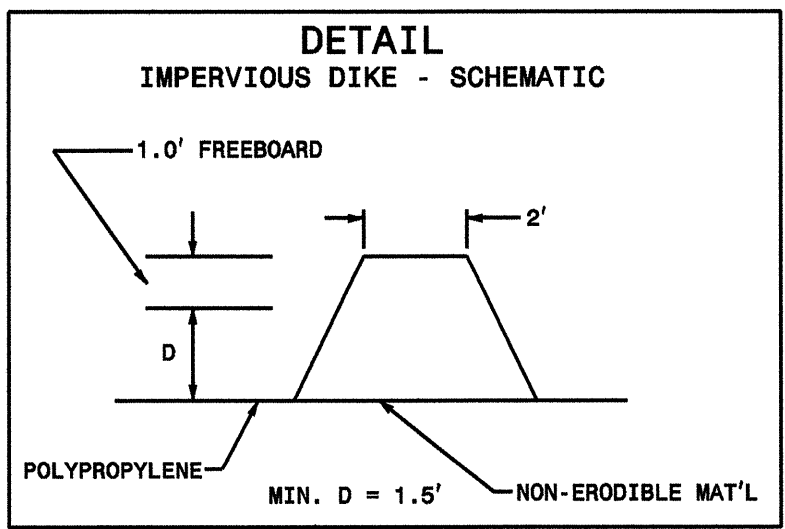 DETAIL
IMPERVIOUS DIKE - SCHEMATIC
1.0' FREEBOARD
2'
D
POLYPROPYLENE
MIN. D = 1.5'
NON-ERODIBLE MAT'L